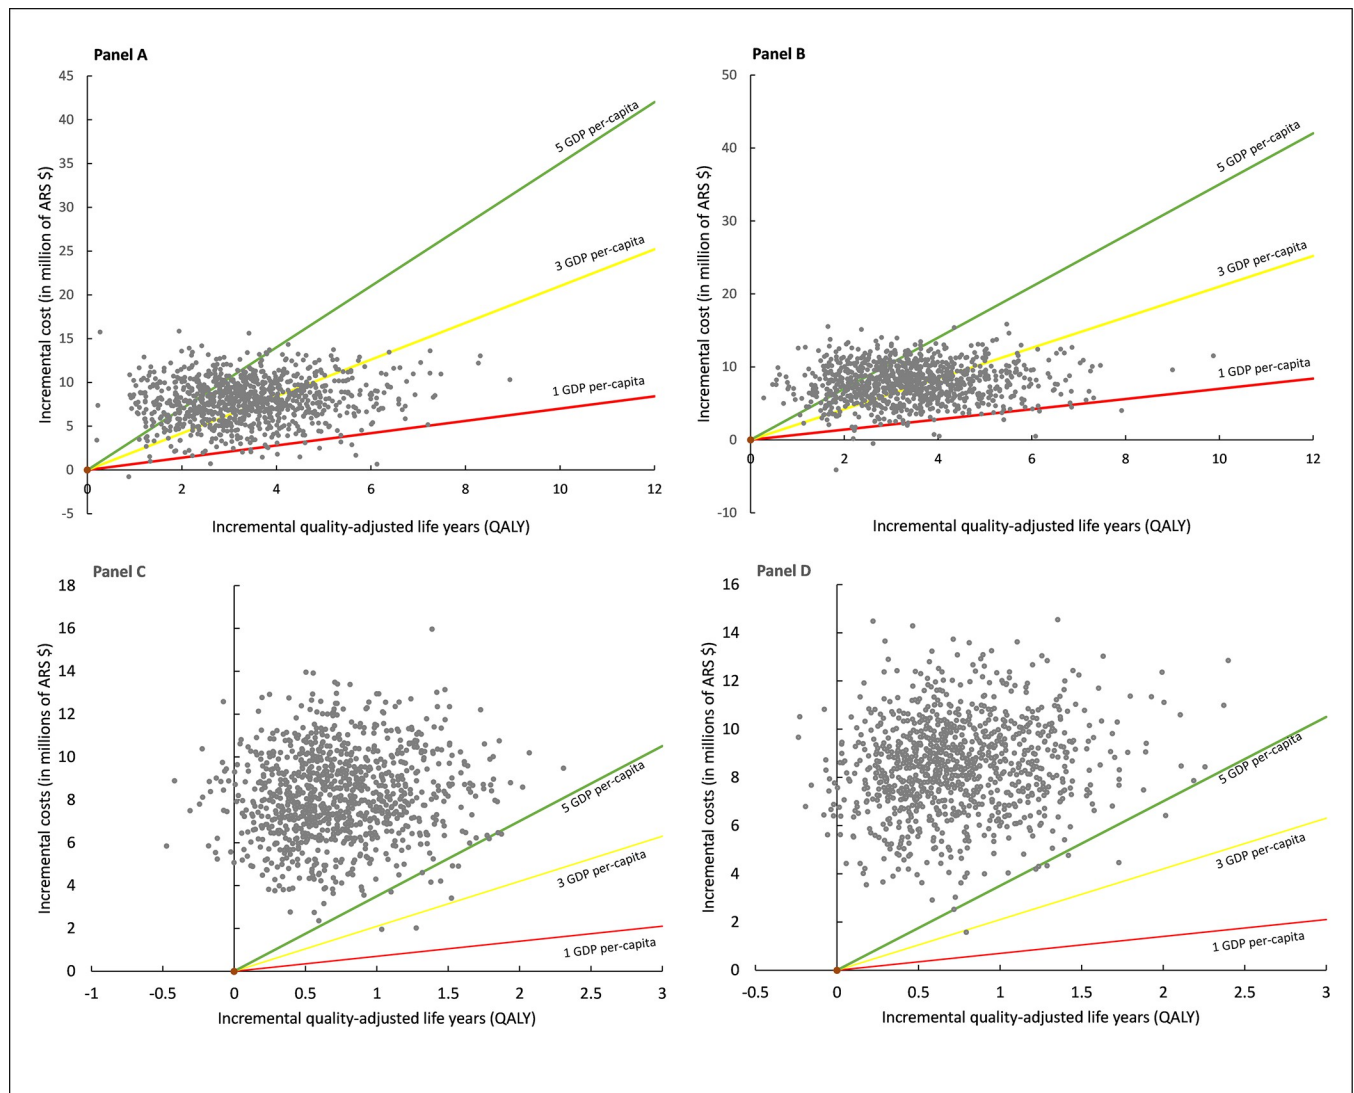 Panel A
45
40
35
30
25
20
15
10
5
0
-5
0 2 4 6 8 10 12
Incremental cost (in million of ARS $)
Incremental quality-adjusted life years (QALY)
5 GDP per-capita
3 GDP per-capita
1 GDP per-capita
Panel B
50
40
30
20
10
0
-10
0 2 4 6 8 10 12
Incremental cost (in million of ARS $)
Incremental quality-adjusted life years (QALY)
5 GDP per-capita
3 GDP per-capita
1 GDP per-capita
Panel C
18
16
14
12
10
8
6
4
2
0
-1 -0.5 0 0.5 1 1.5 2 2.5 3
Incremental costs (in millions of ARS $)
Incremental quality-adjusted life years (QALY)
5 GDP per-capita
3 GDP per-capita
1 GDP per-capita
Panel D
16
14
12
10
8
6
4
2
0
-0.5 0 0.5 1 1.5 2 2.5 3
Incremental costs (in millions of ARS $)
Incremental quality-adjusted life years (QALY)
5 GDP per-capita
3 GDP per-capita
1 GDP per-capita